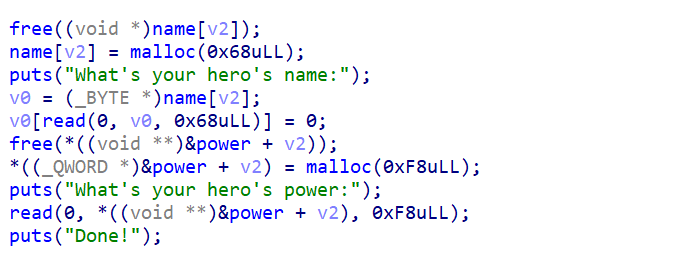 free((void *)name[v2]);
name[v2] = malloc(0x68uLL);
puts("What's your hero's name:");
v0 = (_BYTE *)name[v2];
v0[read(0, v0, 0x68uLL)] = 0;
free(*((void **)&power + v2));
*((_QWORD *)&power + v2) = malloc(0xF8uLL);
puts("What's your hero's power:");
read(0, *((void **)&power + v2), 0xF8uLL);
puts("Done!");